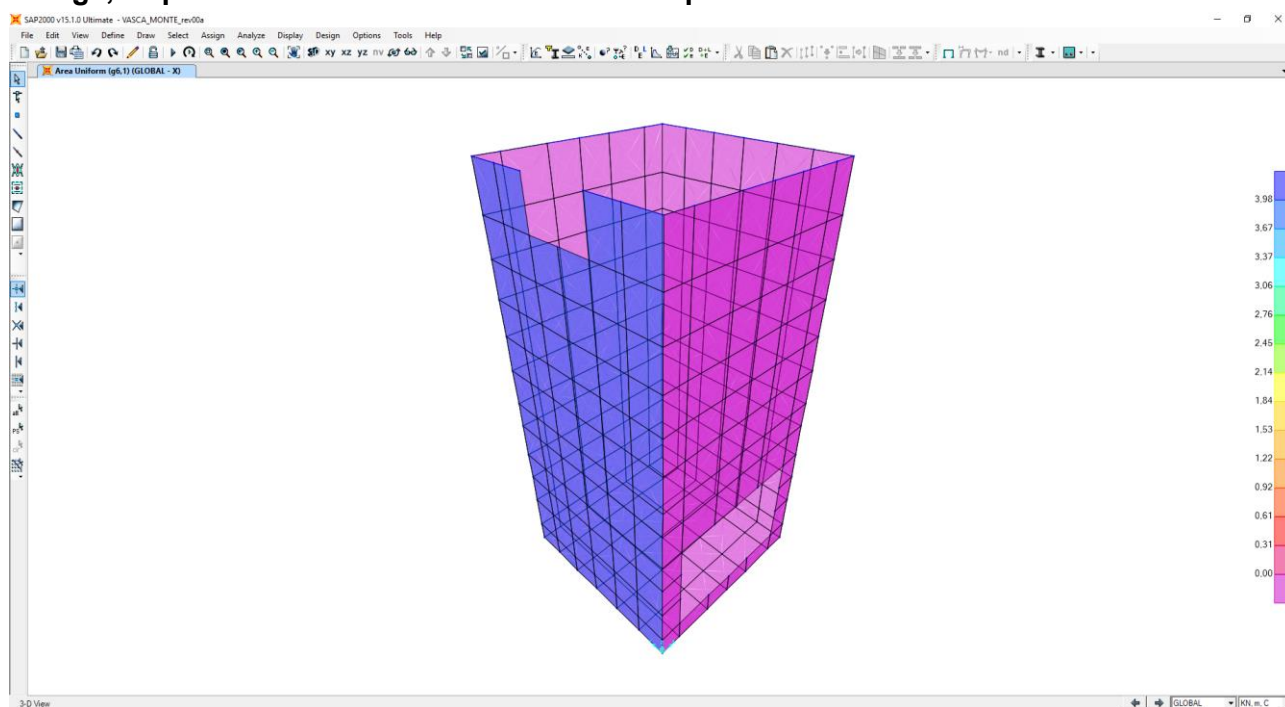 SAP2000 v15.1.0 Ultimate - VASCA_MONTE_rev00a
File Edit View Define Draw Select Assign Analyze Display Design Options Tools Help
xy xz yz nv nd
Area Uniform (g6,1) (GLOBAL - X)
3,98
3,67
3,37
3,06
2,76
2,45
2,14
1,84
1,53
1,22
0,92
0,61
0,31
0,00
3-D View GLOBAL KN, m, C